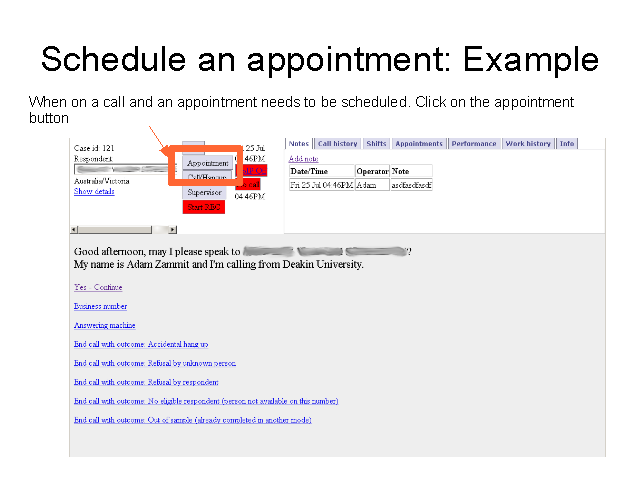 Schedule an appointment: Example
When on a call and an appointment needs to be scheduled. Click on the appointment
button
Case id: 121
Respondent
Australia/Victoria
Show details
Appointment
Call/Hangup
Supervisor
Start REC
25 Jul
04:46PM
04:46PM
Notes Call history Shifts Appointments Performance Work history Info
Add note
Date/Time Operator Note
Fri 25 Jul 04:46PM Adam asdfasdfasdf
Good afternoon, may I please speak to ?
My name is Adam Zammit and I'm calling from Deakin University.
Yes - Continue
Business number
Answering machine
End call with outcome: Accidental hang up
End call with outcome: Refusal by unknown person
End call with outcome: Refusal by respondent
End call with outcome: No eligible respondent (person not available on this number)
End call with outcome: Out of sample (already completed in another mode)